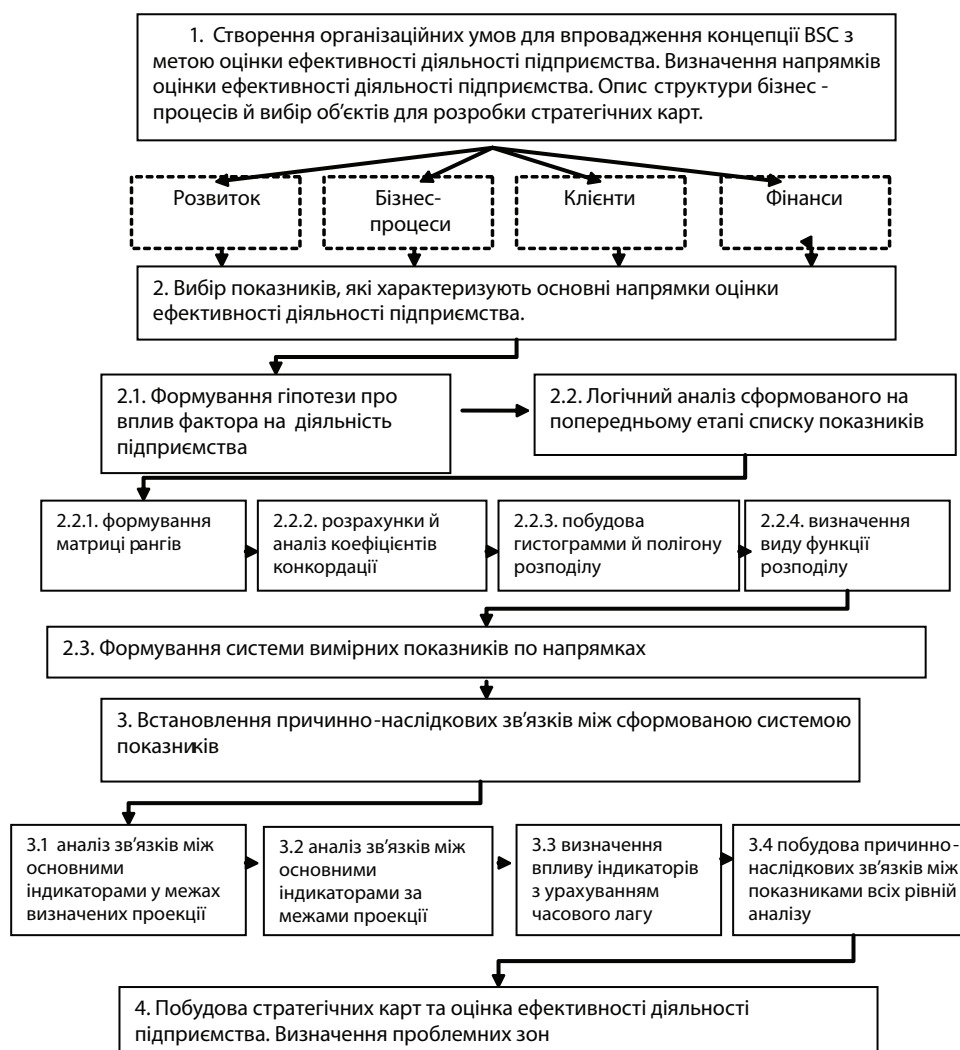 1. Створення організаційних умов для впровадження концепції BSC з
метою оцінки ефективності діяльності підприємства. Визначення напрямків
оцінки ефективності діяльності підприємства. Опис структури бізнес -
процесів й вибір об’єктів для розробки стратегічних карт.
Розвиток
Бізнес-
процеси
Клієнти
Фінанси
2. Вибір показників, які характеризують основні напрямки оцінки
ефективності діяльності підприємства.
2.1. Формування гіпотези про
вплив фактора на діяльність
підприємства
2.2. Логічний аналіз сформованого на
попередньому етапі списку показників
2.2.1. формування
матриці рангів
2.2.2. розрахунки й
аналіз коефіцієнтів
конкордації
2.2.3. побудова
гистограмми й полігону
розподілу
2.2.4. визначення
виду функції
розподілу
2.3. Формування системи вимірних показників по напрямках
3. Встановлення причинно-наслідкових зв’язків між сформованою системою
показників
3.1 аналіз зв’язків між
основними
індикаторами у межах
визначених проекції
3.2 аналіз зв’язків між
основними
індикаторами за
межами проекції
3.3 визначення
впливу індикаторів
з урахуванням
часового лагу
3.4 побудова причинно-
наслідкових зв’язків між
показниками всіх рівній
аналізу
4. Побудова стратегічних карт та оцінка ефективності діяльності
підприємства. Визначення проблемних зон